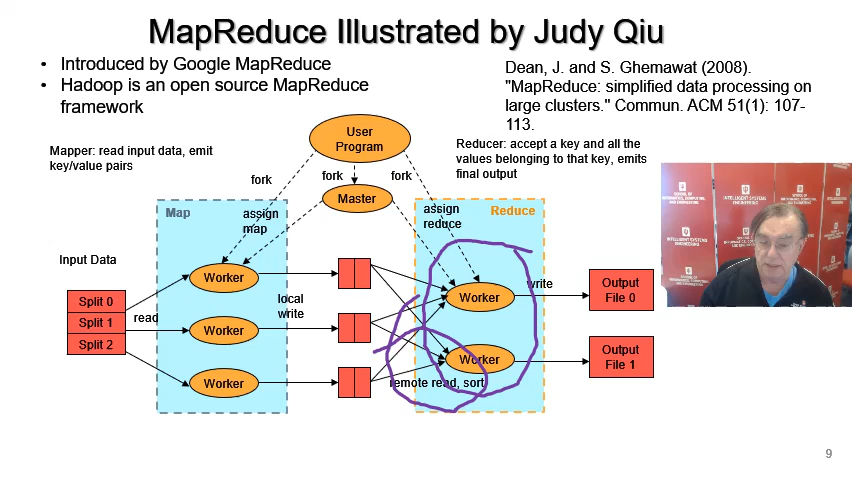 MapReduce Illustrated by Judy Qiu
• Introduced by Google MapReduce
• Hadoop is an open source MapReduce
framework
Dean, J. and S. Ghemawat (2008).
"MapReduce: simplified data processing on
large clusters." Commun. ACM 51(1): 107-
113.
Mapper: read input data, emit
key/value pairs
User
Program
Reducer: accept a key and all the
values belonging to that key, emits
final output
fork
fork
fork
Master
Map
assign
map
assign
reduce
Reduce
Input Data
Split 0
Split 1
Split 2
read
Worker
Worker
Worker
local
write
Worker
Worker
remote read, sort
write
Output
File 0
Output
File 1
INTELLIGENT SYSTEMS
ENGINEERING
9